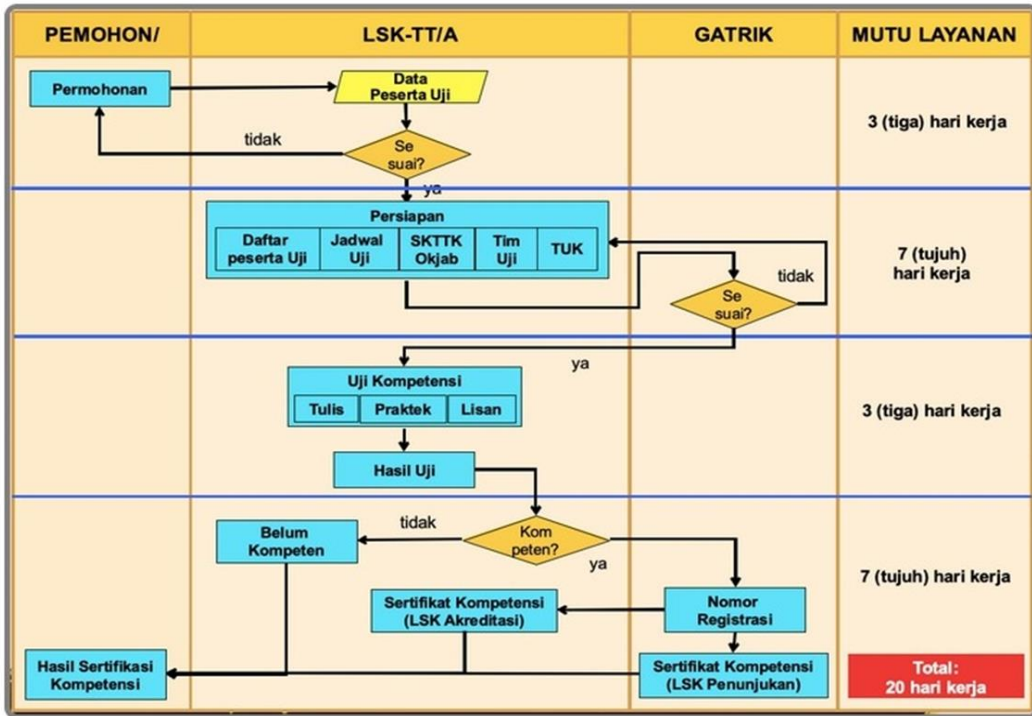 PEMOHON/
LSK-TT/A
GATRIK
MUTU LAYANAN
Permohonan
Data
Peserta Uji
3 (tiga) hari kerja
tidak
Se
suai?
ya
Persiapan
Daftar
peserta Uji
Jadwal
Uji
SKTTK
Okjab
Tim
Uji
TUK
7 (tujuh)
hari kerja
tidak
Se
suai?
ya
Uji Kompetensi
Tulis
Praktek
Lisan
3 (tiga) hari kerja
Hasil Uji
tidak
Kom
peten?
ya
Belum
Kompeten
7 (tujuh) hari kerja
Sertifikat Kompetensi
(LSK Akreditasi)
Nomor
Registrasi
Hasil Sertifikasi
Kompetensi
Sertifikat Kompetensi
(LSK Penunjukan)
Total:
20 hari kerja